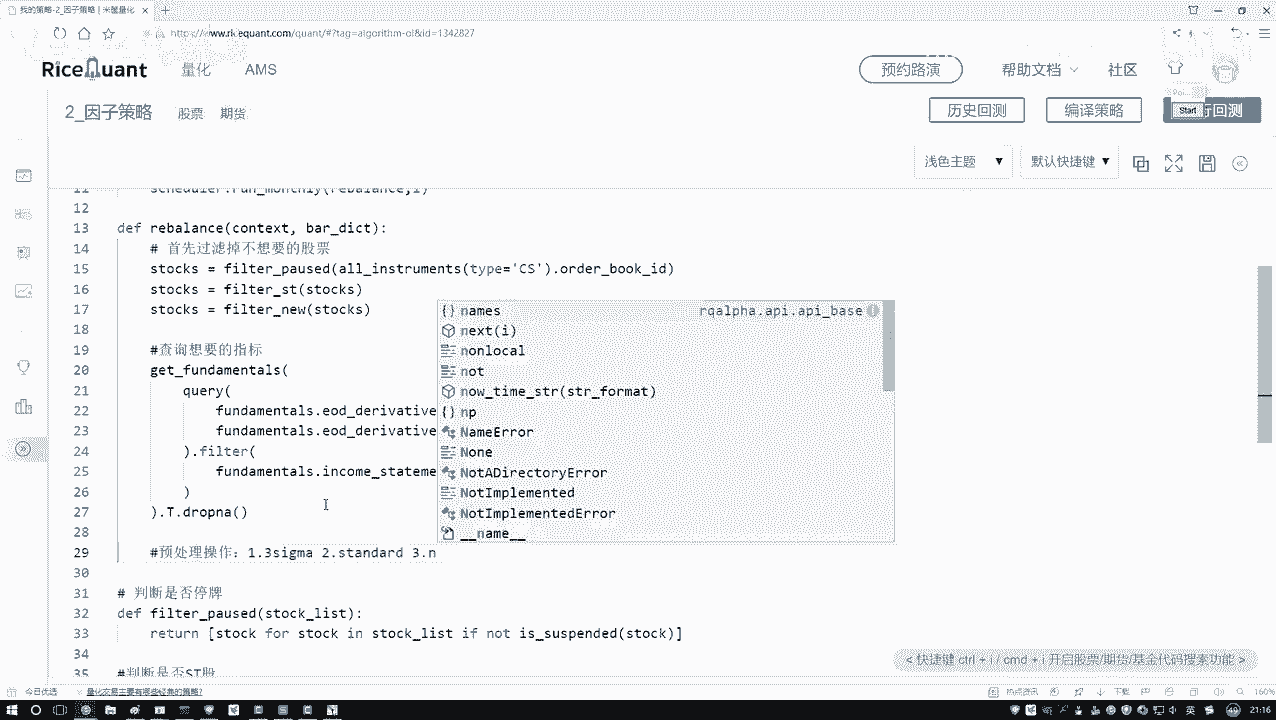 我的策略-2_因子策略 | 米筐量化
https://www.ricequant.com/quant/#?tag=algorithm-ol&id=1342827
RiceQuant 量化 AMS 预约路演 帮助文档 社区
2_因子策略 股票 期货 历史回测 编译策略 Start 行回测
浅色主题 ▼ 默认快捷键 ▼
11 scheduler.run_monthly(rebalance,1)
12
13 def rebalance(context, bar_dict):
14 # 首先过滤掉不想要的股票
15 stocks = filter_paused(all_instruments(type='CS').order_book_id)
16 stocks = filter_st(stocks)
17 stocks = filter_new(stocks)
names rqalpha.api.api_base
18
next(i)
19 #查询想要的指标
nonlocal
20 get_fundamentals(
not
21 query(
now_time_str(str_format)
22 fundamentals.eod_derivative
np
23 fundamentals.eod_derivative
NameError
24 ).filter(
None
25 fundamentals.income_stateme
NotADirectoryError
26 )
NotImplemented
27 ).T.dropna()
NotImplementedError
28
__name__
29 #预处理操作：1.3sigma 2.standard 3.n
30
31 # 判断是否停牌
32 def filter_paused(stock_list):
33 return [stock for stock in stock_list if not is_suspended(stock)]
34
35 #判断是否ST股
< 快捷键 ctrl + i / cmd + i 开启股票/期货/基金代码搜索功能 >
今日优选 量化交易主要有哪些经典的策略? 热点资讯 下载 160%
英 21:16